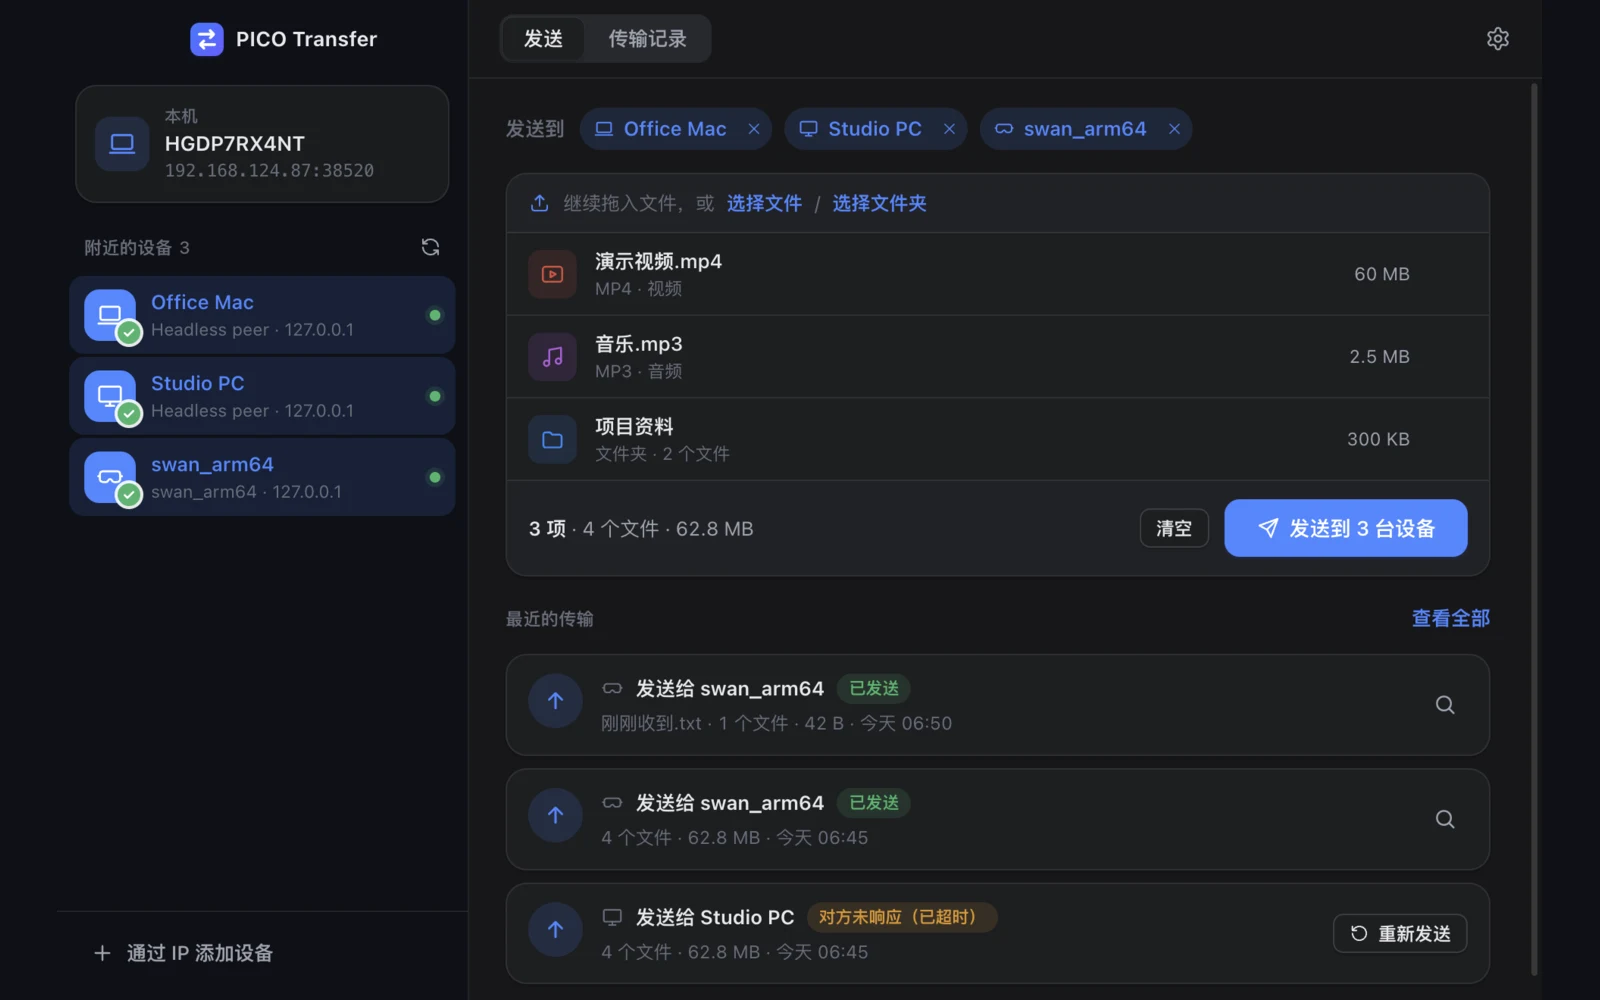 PICO Transfer
本机
HGDP7RX4NT
192.168.124.87:38520
附近的设备 3
Office Mac
Headless peer · 127.0.0.1
Studio PC
Headless peer · 127.0.0.1
swan_arm64
swan_arm64 · 127.0.0.1
通过 IP 添加设备
发送 传输记录
发送到 Office Mac Studio PC swan_arm64
继续拖入文件，或 选择文件 / 选择文件夹
演示视频.mp4
MP4 · 视频
60 MB
音乐.mp3
MP3 · 音频
2.5 MB
项目资料
文件夹 · 2 个文件
300 KB
3 项 · 4 个文件 · 62.8 MB
清空
发送到 3 台设备
最近的传输
查看全部
发送给 swan_arm64 已发送
刚刚收到.txt · 1 个文件 · 42 B · 今天 06:50
发送给 swan_arm64 已发送
4 个文件 · 62.8 MB · 今天 06:45
发送给 Studio PC 对方未响应（已超时）
4 个文件 · 62.8 MB · 今天 06:45
重新发送